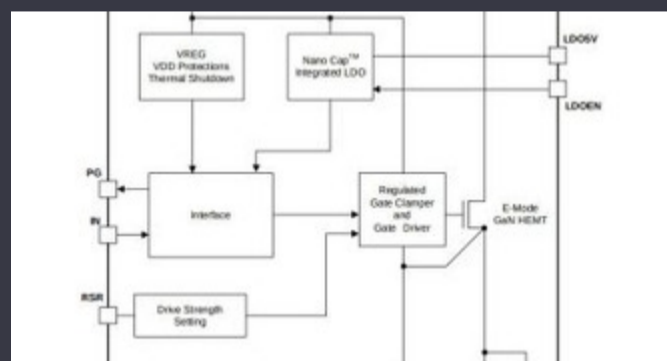 VREG
VDD Protections
Thermal Shutdown
Nano Cap™
Integrated LDO
LDO5V
LDOEN
PG
Interface
Regulated
Gate Clamper
and
Gate Driver
E-Mode
GaN HEMT
IN
RSR
Drive Strength
Setting